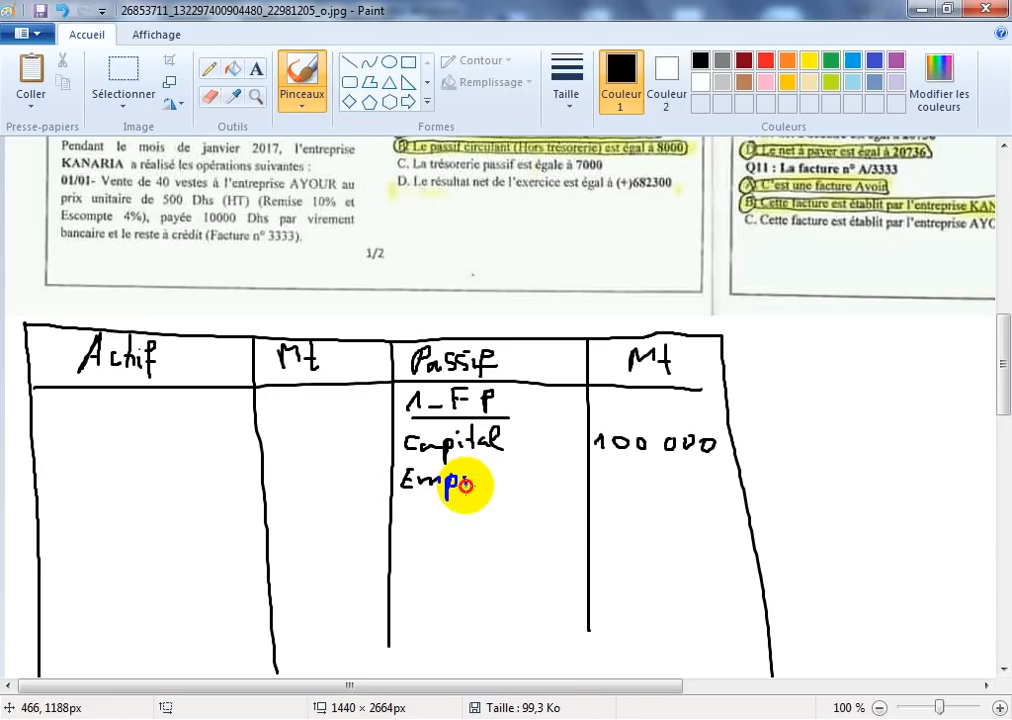 26853711_132297400904480_22981205_o.jpg - Paint
Accueil
Affichage
Coller
Sélectionner
A
Pinceaux
Contour
Remplissage
Taille
Couleur 1
Couleur 2
Modifier les couleurs
Presse-papiers
Image
Outils
Formes
Couleurs
Pendant le mois de janvier 2017, l'entreprise
KANARIA a réalisé les opérations suivantes :
01/01- Vente de 40 vestes à l'entreprise AYOUR au
prix unitaire de 500 Dhs (HT) (Remise 10% et
Escompte 4%), payée 10000 Dhs par virement
bancaire et le reste à crédit (Facture n° 3333).
B. Le passif circulant (Hors trésorerie) est égal à 8000)
C. La trésorerie passif est égale à 7000
D. Le résultat net de l'exercice est égal à (+)682300
1/2
D. Le net à payer est égal à 20736
Q11 : La facture n° A/3333
A. C'est une facture Avoir
B. Cette facture est établit par l'entreprise KAN
C. Cette facture est établit par l'entreprise AYO
Actif Mt Passif Mt
1_ F P
Capital 100 000
Emp
466, 1188px
1440 × 2664px
Taille : 99,3 Ko
100 %